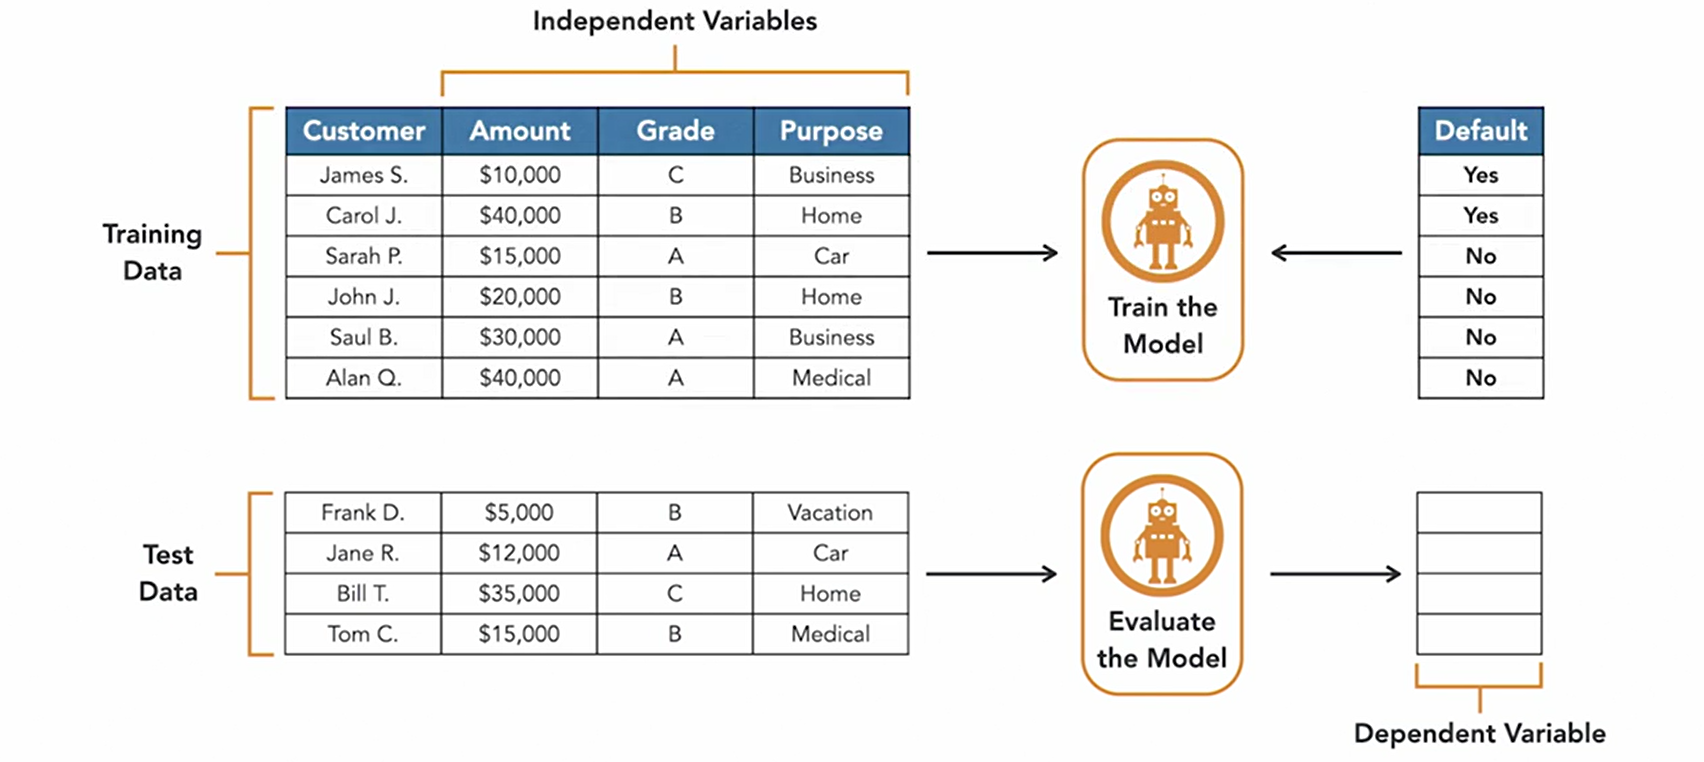 Independent Variables
Customer Amount Grade Purpose Default
James S. $10,000 C Business Yes
Carol J. $40,000 B Home Yes
Sarah P. $15,000 A Car No
John J. $20,000 B Home No
Saul B. $30,000 A Business No
Alan Q. $40,000 A Medical No
Training
Data
Train the
Model
Frank D. $5,000 B Vacation
Jane R. $12,000 A Car
Bill T. $35,000 C Home
Tom C. $15,000 B Medical
Test
Data
Evaluate
the Model
Dependent Variable